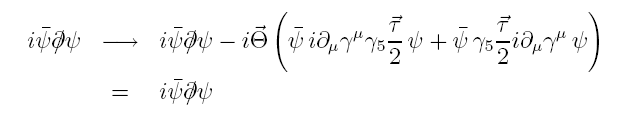 $i\bar{\psi}\partial\!\!\!/\psi \longrightarrow i\bar{\psi}\partial\!\!\!/\psi - i\vec{\Theta}\left(\bar{\psi}\, i\partial_\mu\gamma^\mu\gamma_5\frac{\vec{\tau}}{2}\,\psi + \bar{\psi}\,\gamma_5\frac{\vec{\tau}}{2}i\partial_\mu\gamma^\mu\,\psi\right)$
$= i\bar{\psi}\partial\!\!\!/\psi$